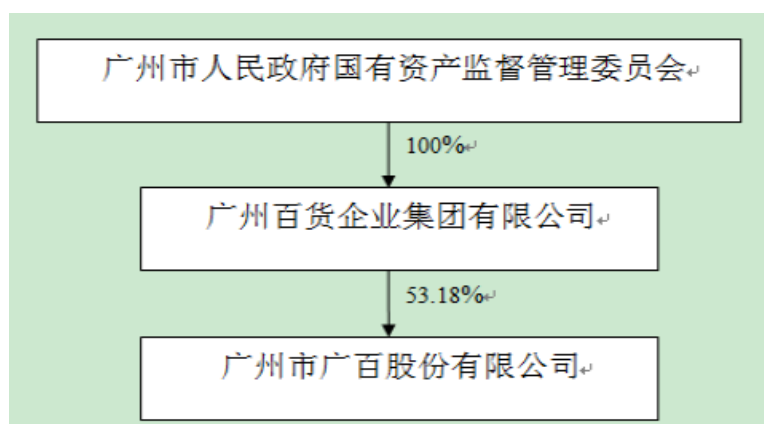 广州市人民政府国有资产监督管理委员会
100%
广州百货企业集团有限公司
53.18%
广州市广百股份有限公司